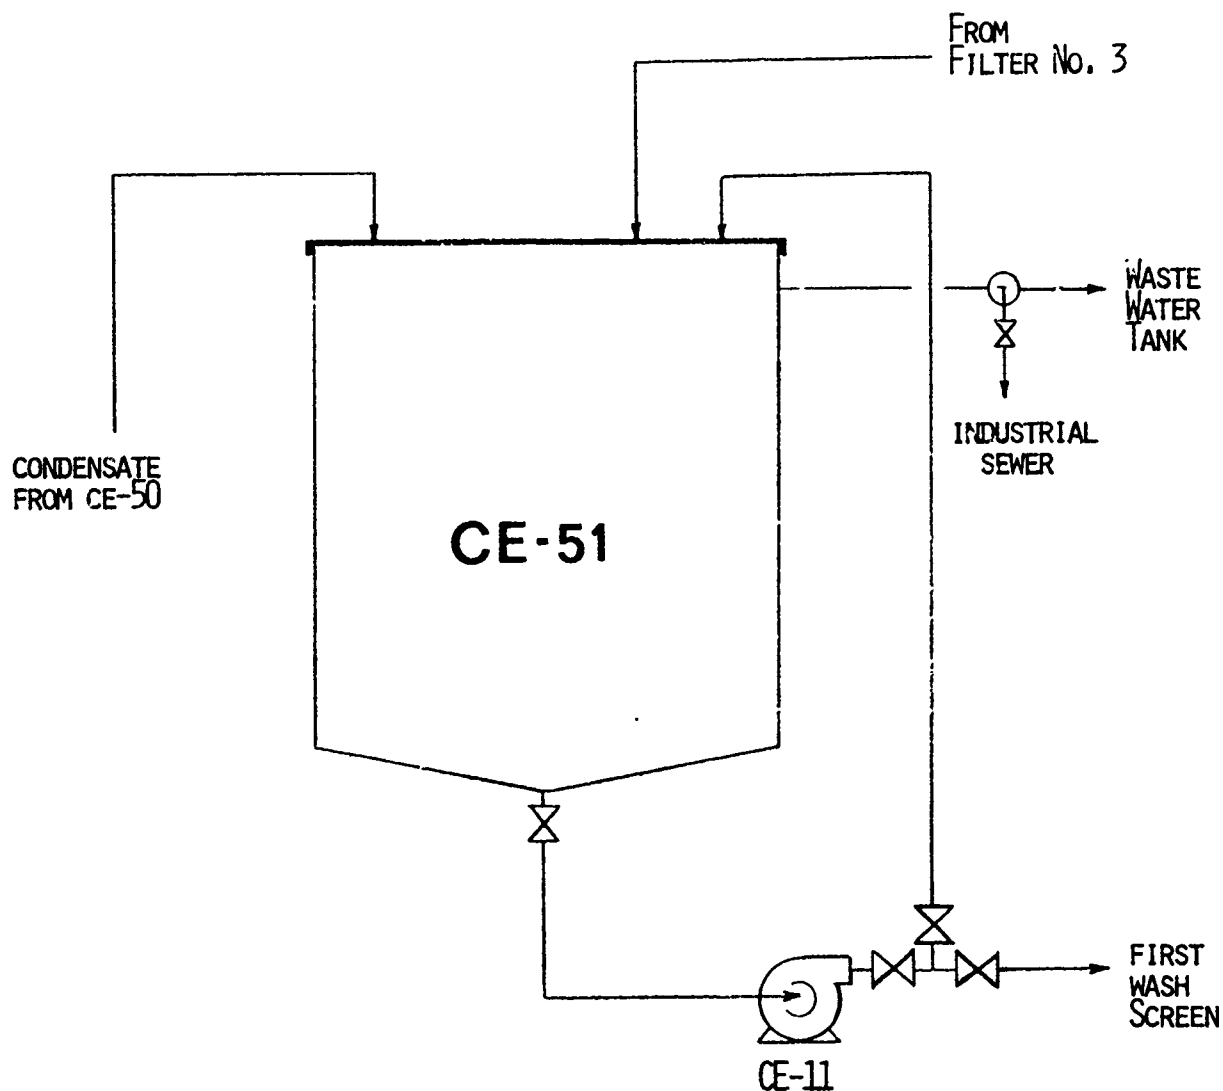 FROM
FILTER NO. 3
WASTE
WATER
TANK
INDUSTRIAL
SEWER
CONDENSATE
FROM CE-50
CE-51
FIRST
WASH
SCREEN
CE-11